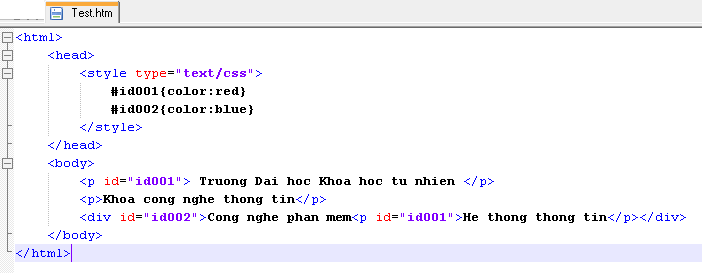 Test.htm
<html>
<head>
<style type="text/css">
#id001{color:red}
#id002{color:blue}
</style>
</head>
<body>
<p id="id001"> Truong Dai hoc Khoa hoc tu nhien </p>
<p>Khoa cong nghe thong tin</p>
<div id="id002">Cong nghe phan mem<p id="id001">He thong thong tin</p></div>
</body>
</html>